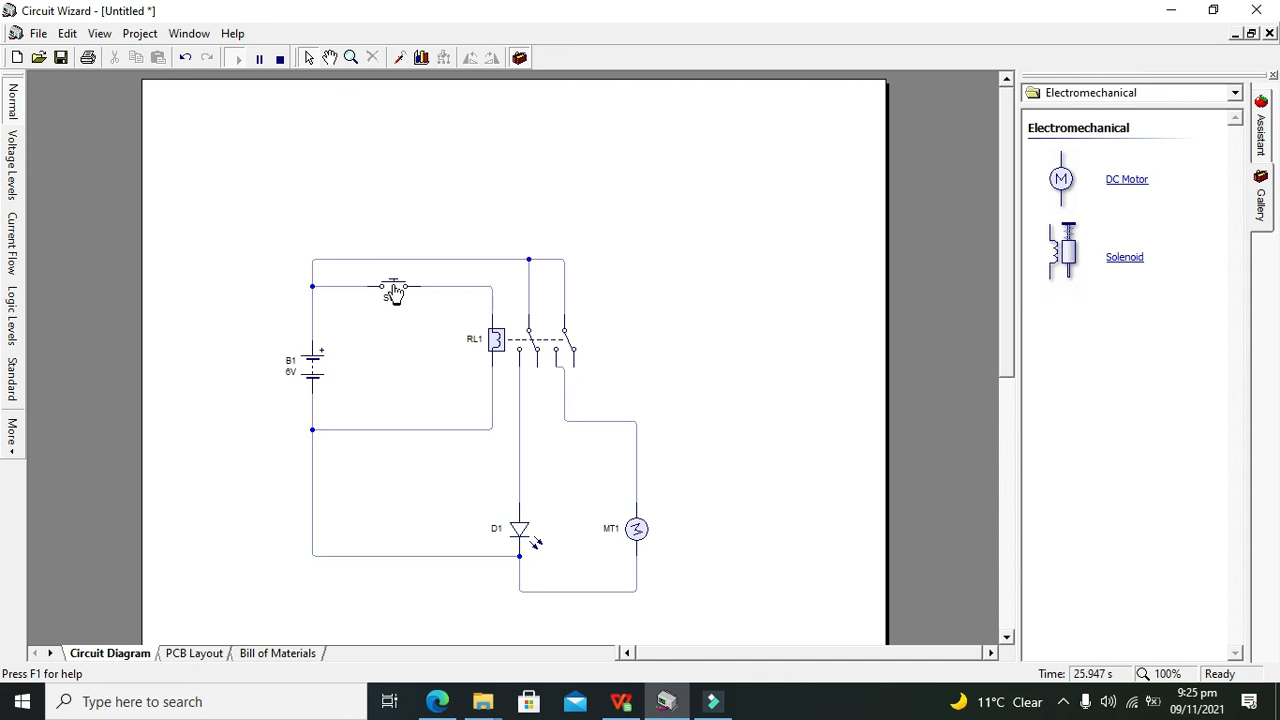 Circuit Wizard - [Untitled *]
File Edit View Project Window Help
Normal
Voltage Levels
Current Flow
Logic Levels
Standard
More
Electromechanical
Electromechanical
M
DC Motor
Solenoid
Assistant
Gallery
S
RL1
B1
6V
+
D1
MT1
M
Circuit Diagram PCB Layout Bill of Materials
Press F1 for help
Time: 25.947 s 100% Ready
Type here to search
11°C Clear
9:25 pm
09/11/2021